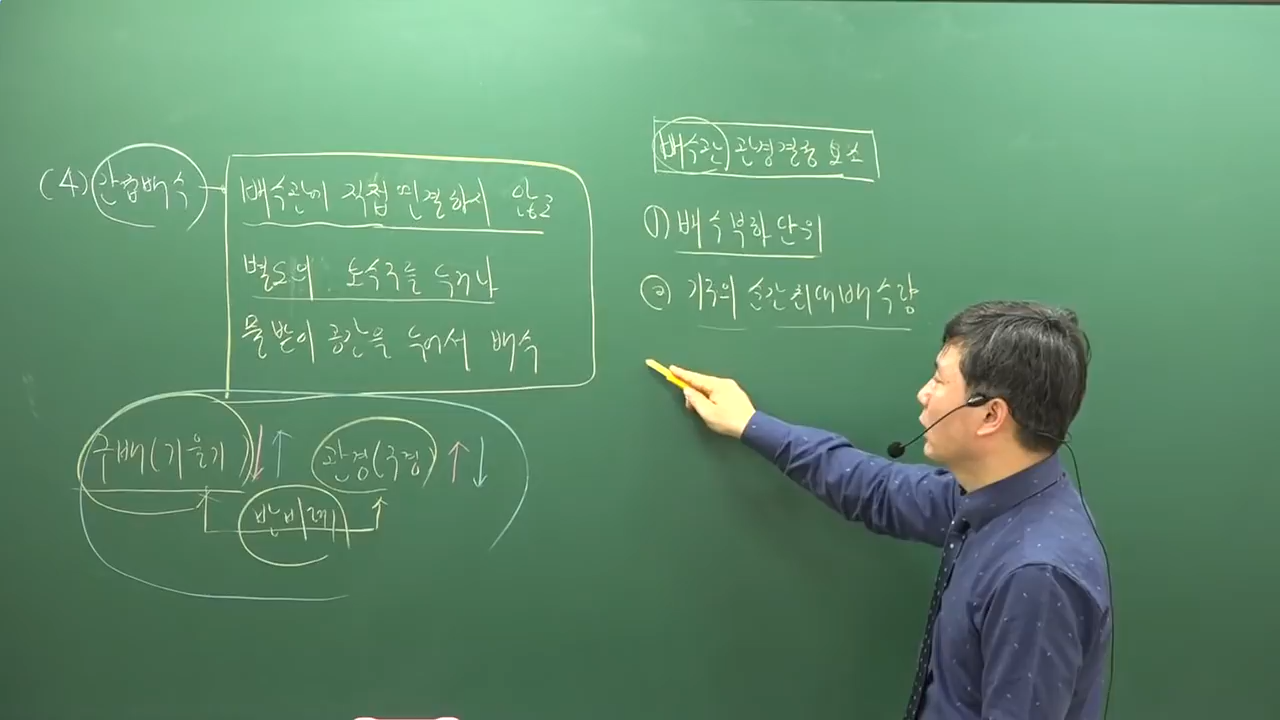 (4) 간접배수
배수관에 직접 연결하지 않고
별도의 오수구를 두거나
물받이 공간을 두어서 배수
구배(기울기) ↓ ↑ 관경(구경) ↑ ↓
반비례
배수관 관경결정 요소
① 배수부하단위
② 기구의 순간최대배수량